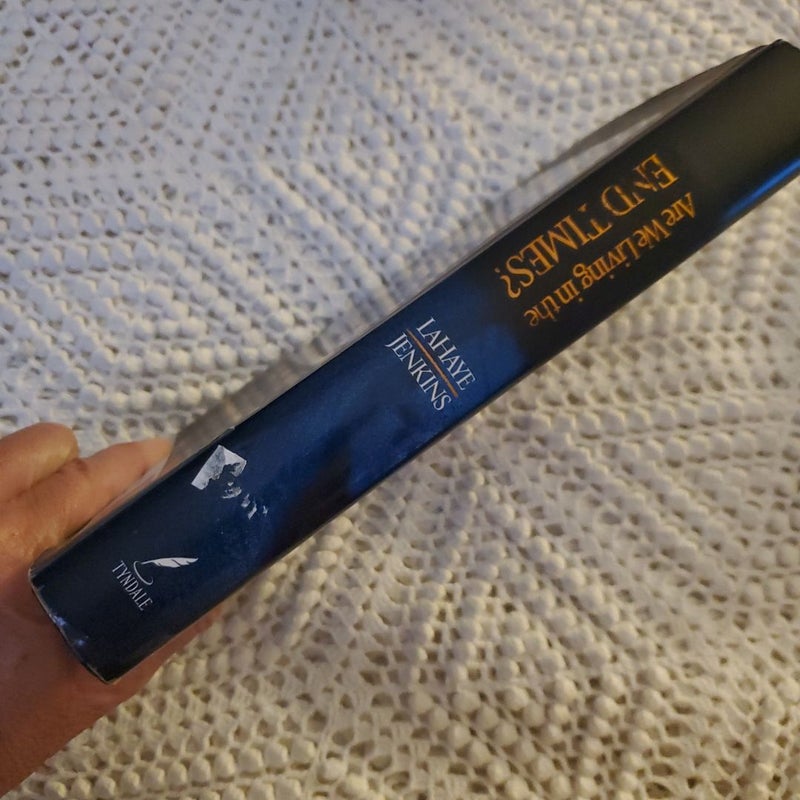 Are We Living in the
END TIMES?
LAHAYE
JENKINS
TYNDALE